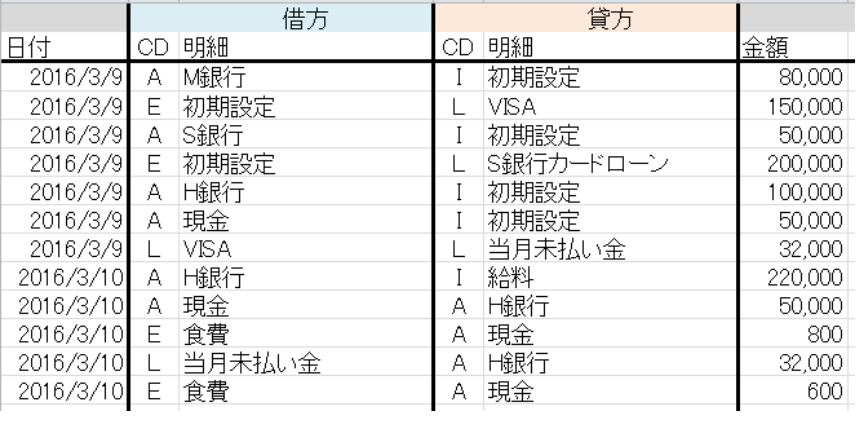 借方 貸方
日付 CD 明細 CD 明細 金額
2016/3/9 A M銀行 I 初期設定 80,000
2016/3/9 E 初期設定 L VISA 150,000
2016/3/9 A S銀行 I 初期設定 50,000
2016/3/9 E 初期設定 L S銀行カードローン 200,000
2016/3/9 A H銀行 I 初期設定 100,000
2016/3/9 A 現金 I 初期設定 50,000
2016/3/9 L VISA L 当月未払い金 32,000
2016/3/10 A H銀行 I 給料 220,000
2016/3/10 A 現金 A H銀行 50,000
2016/3/10 E 食費 A 現金 800
2016/3/10 L 当月未払い金 A H銀行 32,000
2016/3/10 E 食費 A 現金 600